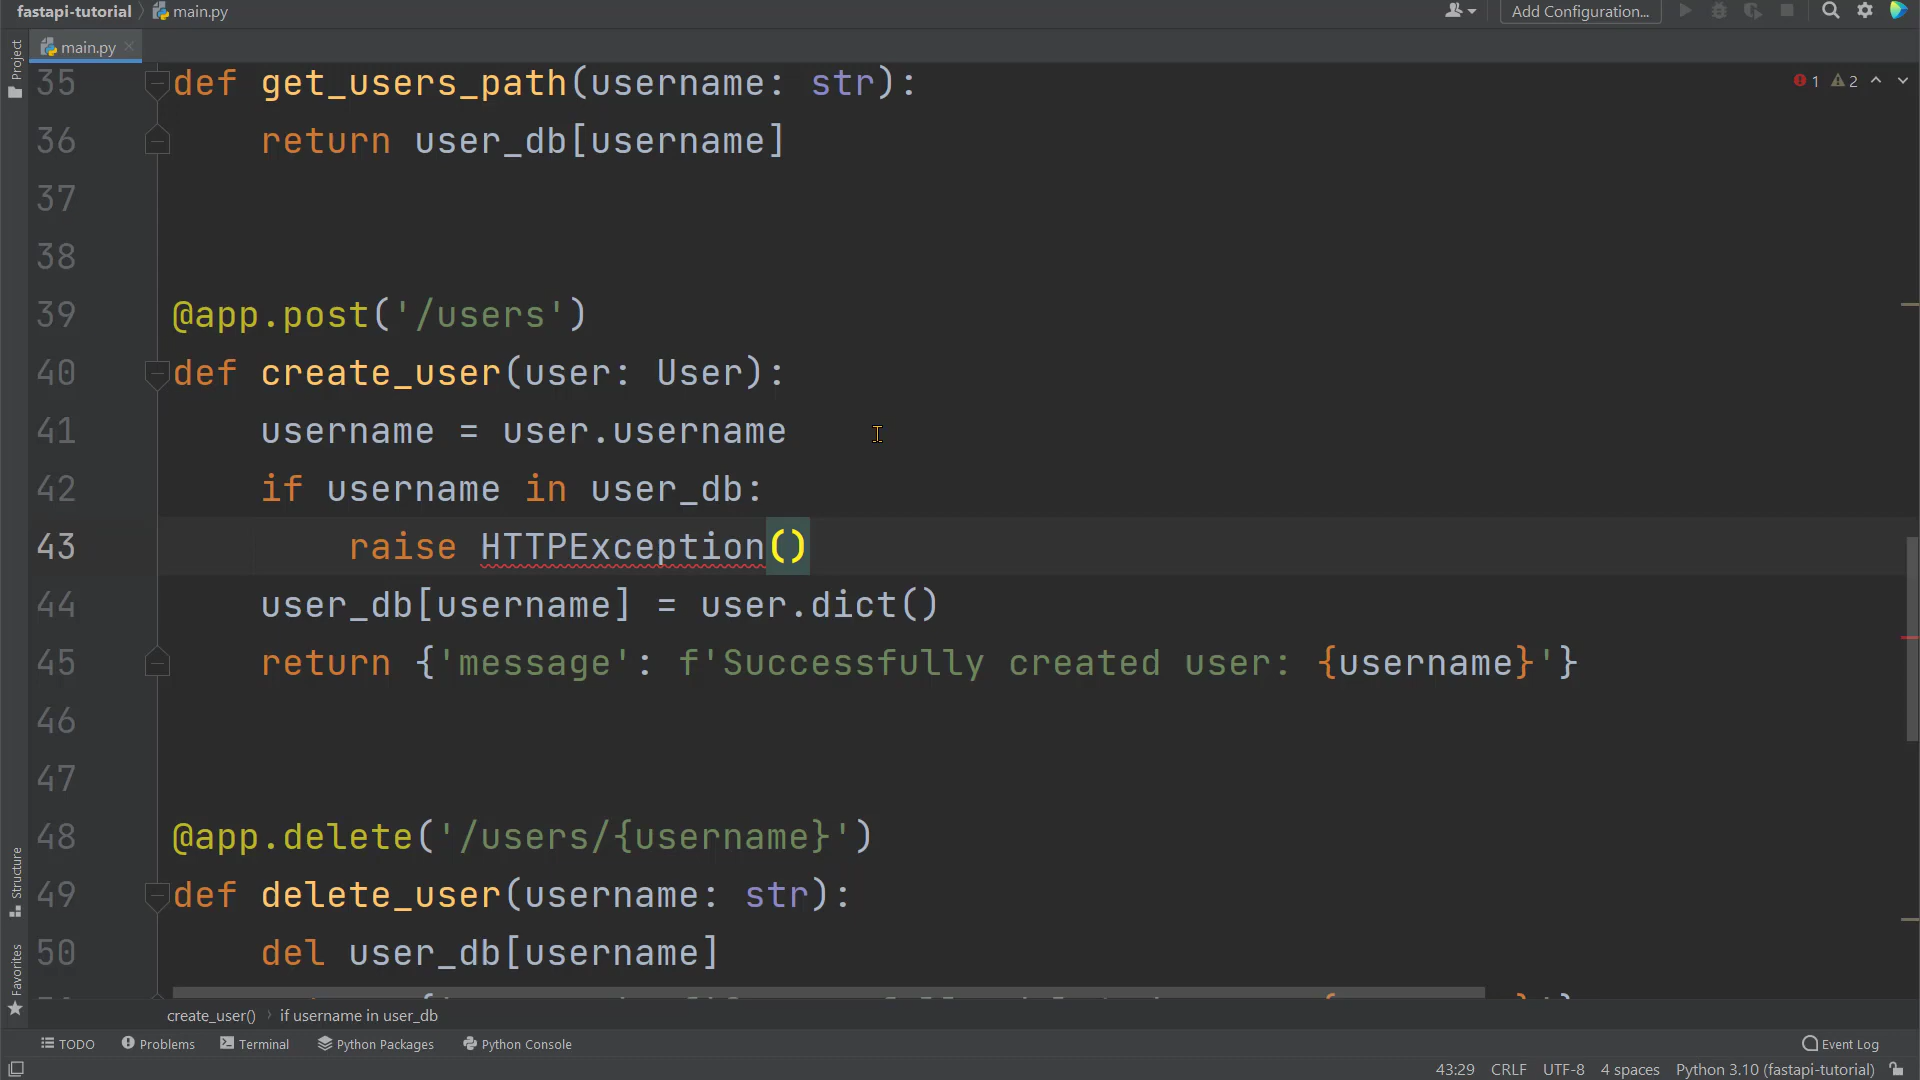 fastapi-tutorial main.py
Add Configuration...
main.py
Project
1 2
35 def get_users_path(username: str):
36 return user_db[username]
37
38
39 @app.post('/users')
40 def create_user(user: User):
41 username = user.username
42 if username in user_db:
43 raise HTTPException()
44 user_db[username] = user.dict()
45 return {'message': f'Successfully created user: {username}'}
46
47
48 @app.delete('/users/{username}')
49 def delete_user(username: str):
50 del user_db[username]
Structure
Favorites
create_user() if username in user_db
TODO Problems Terminal Python Packages Python Console Event Log
43:29 CRLF UTF-8 4 spaces Python 3.10 (fastapi-tutorial)